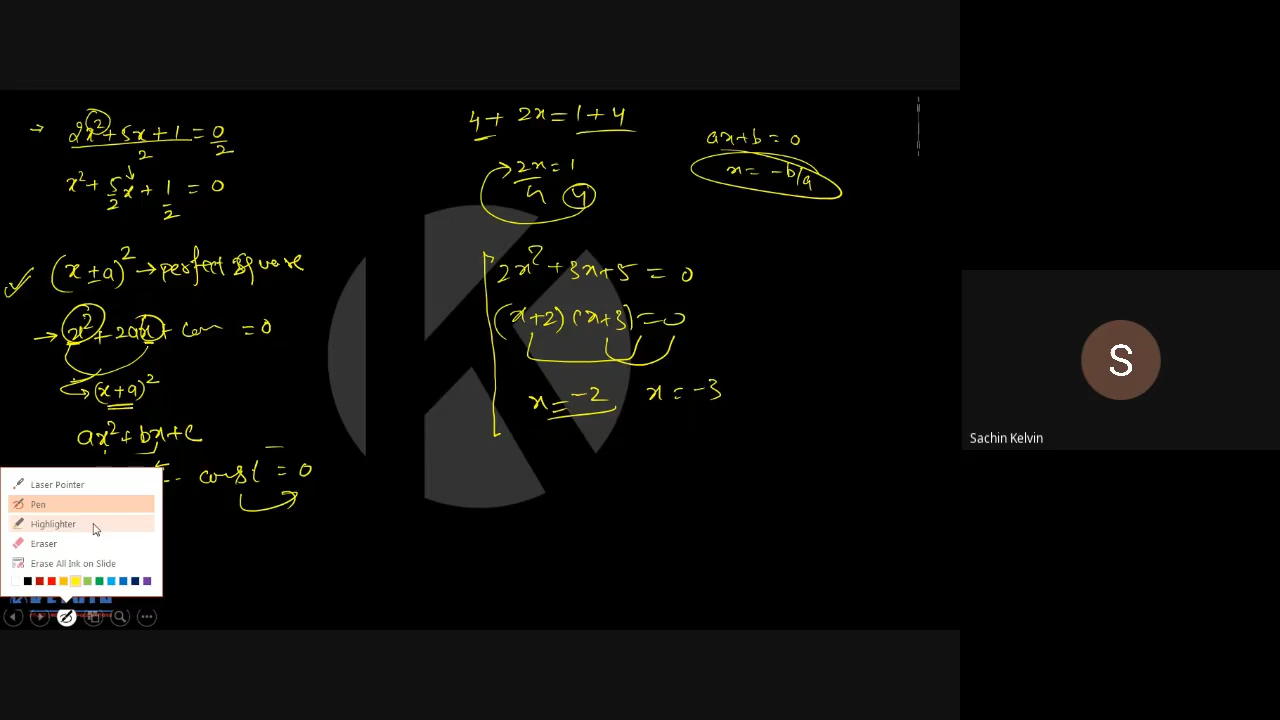 → 2x² + 5x + 1 = 0
2 2
x² + 5/2 x + 1/2 = 0
(x ± a)² → perfect square
→ x² + 2ax + con = 0
↳ (x + a)²
ax² + bx + c
const = 0
4 + 2x = 1 + 4
→ 2x = 1
4 4
2x² + 3x + 5 = 0
(x + 2) (x + 3) = 0
x = -2 x = -3
ax + b = 0
x = -b/a
Laser Pointer
Pen
Highlighter
Eraser
Erase All Ink on Slide
S
Sachin Kelvin